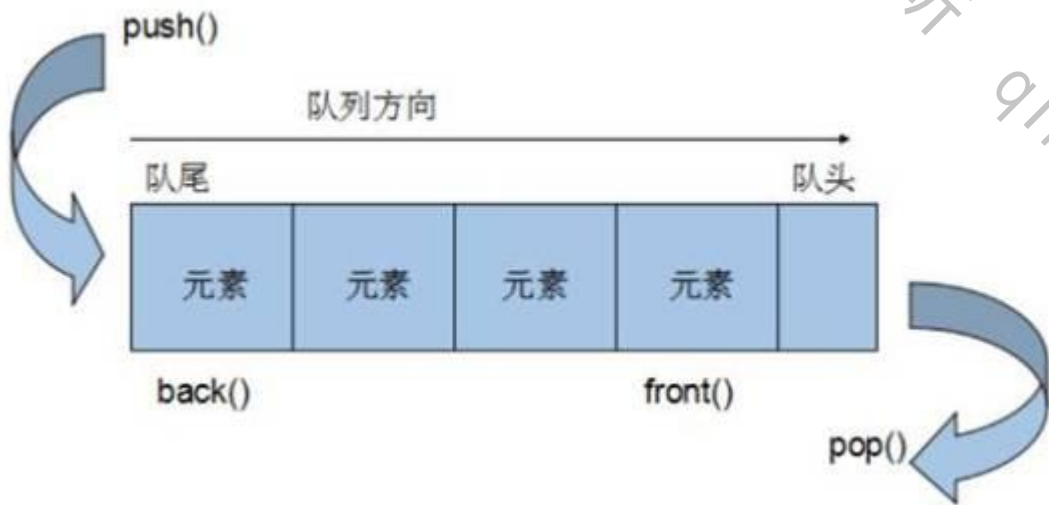 push()
队列方向
队尾 队头
元素 元素 元素 元素
back() front()
pop()